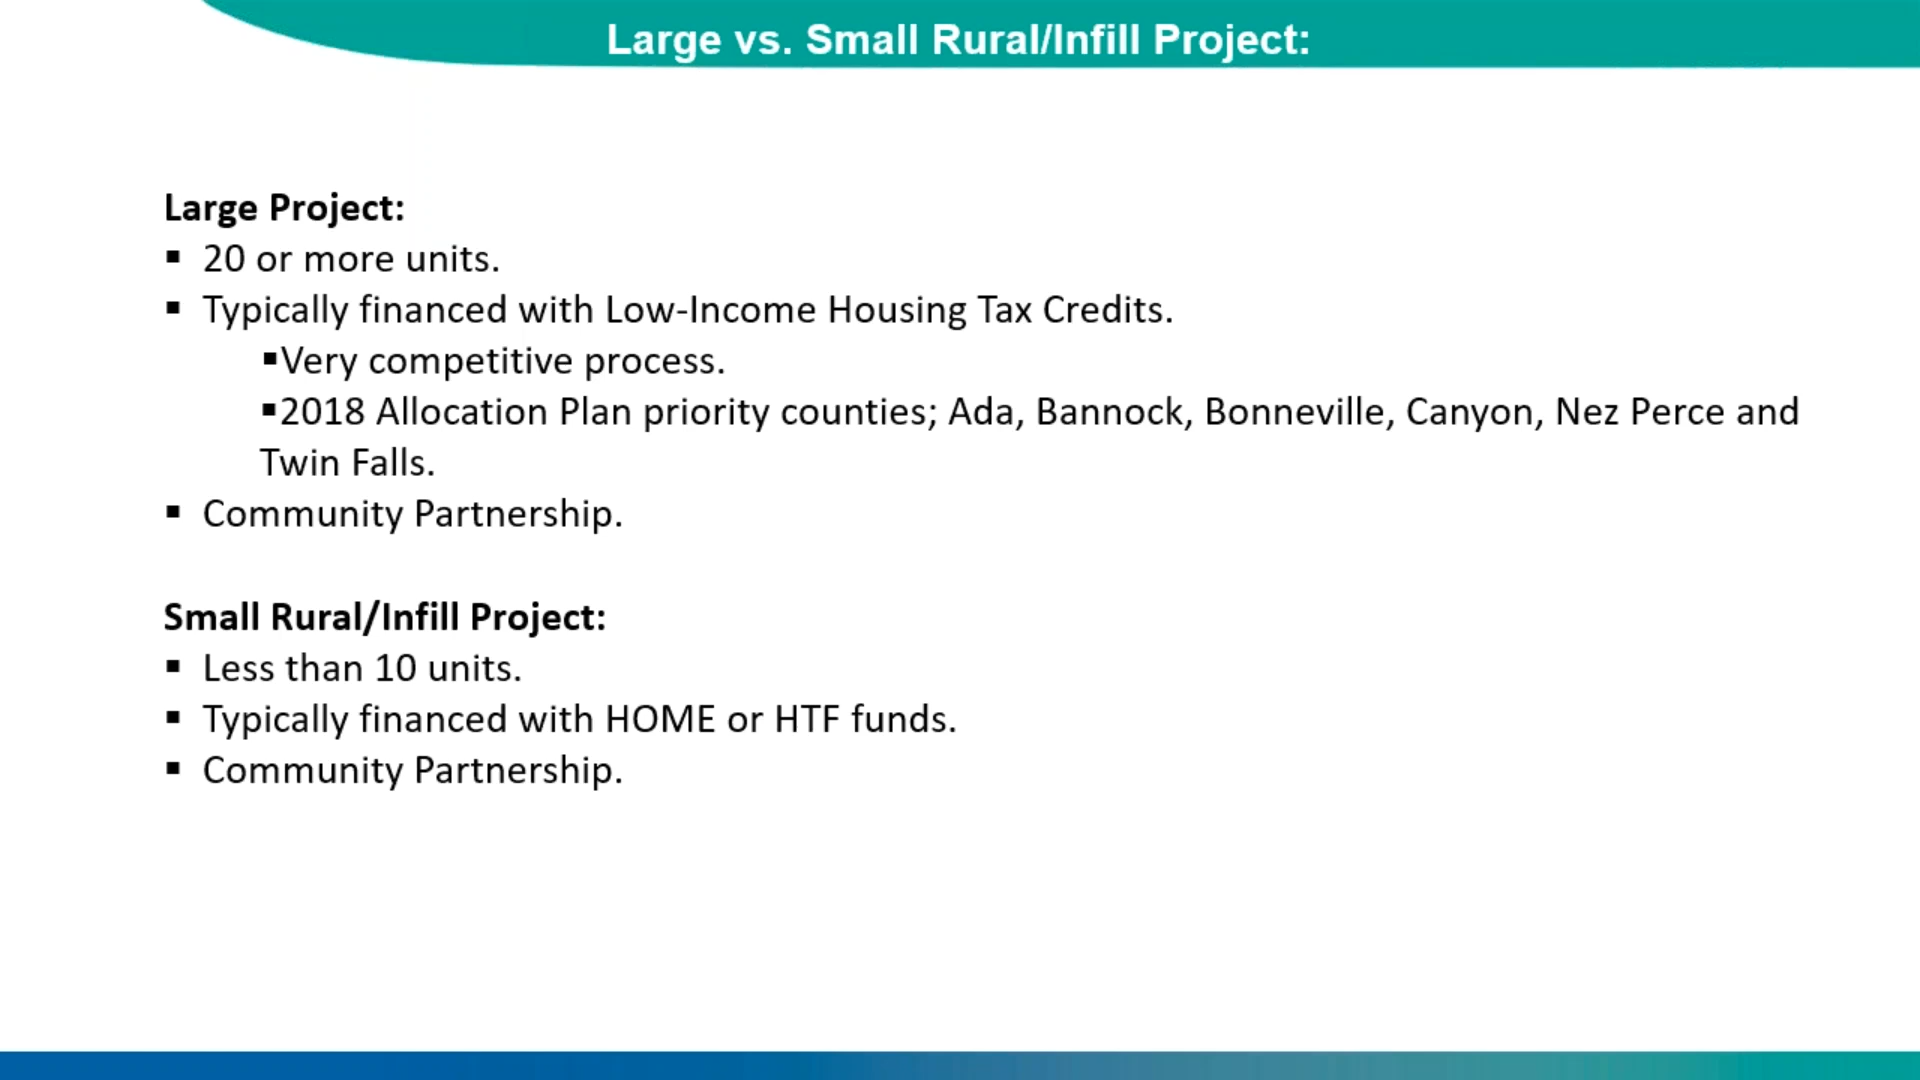 Large vs. Small Rural/Infill Project:
Large Project:
▪ 20 or more units.
▪ Typically financed with Low-Income Housing Tax Credits.
▪Very competitive process.
▪2018 Allocation Plan priority counties; Ada, Bannock, Bonneville, Canyon, Nez Perce and
Twin Falls.
▪ Community Partnership.
Small Rural/Infill Project:
▪ Less than 10 units.
▪ Typically financed with HOME or HTF funds.
▪ Community Partnership.